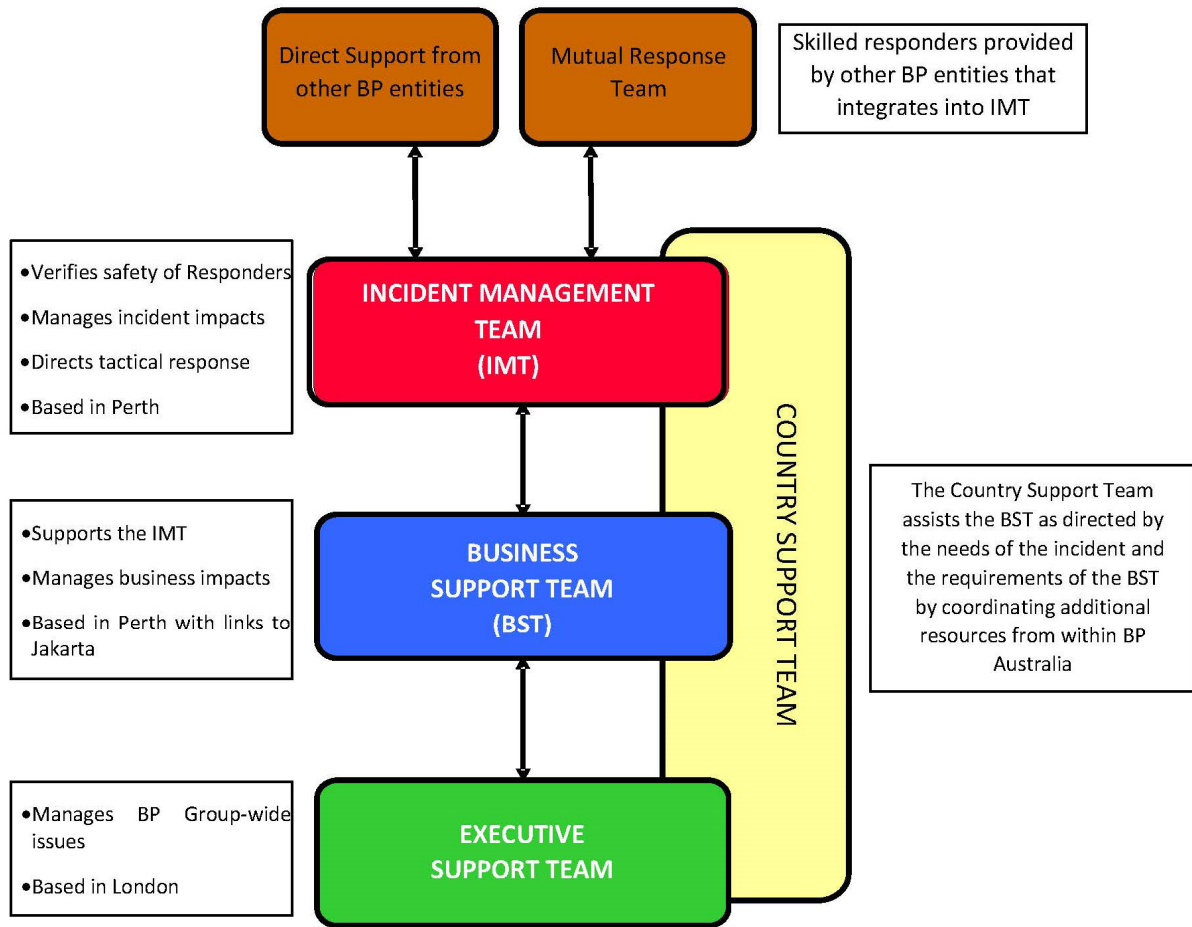 Direct Support from
other BP entities
Mutual Response
Team
Skilled responders provided
by other BP entities that
integrates into IMT
•Verifies safety of Responders
•Manages incident impacts
•Directs tactical response
•Based in Perth
INCIDENT MANAGEMENT
TEAM
(IMT)
COUNTRY SUPPORT TEAM
•Supports the IMT
•Manages business impacts
•Based in Perth with links to
Jakarta
BUSINESS
SUPPORT TEAM
(BST)
The Country Support Team
assists the BST as directed by
the needs of the incident and
the requirements of the BST
by coordinating additional
resources from within BP
Australia
•Manages BP Group-wide
issues
•Based in London
EXECUTIVE
SUPPORT TEAM